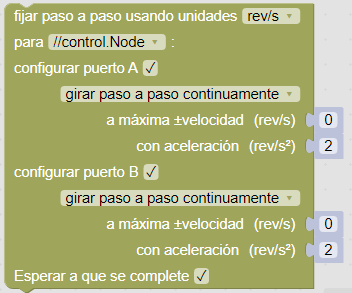 fijar paso a paso usando unidades rev/s
para //control.Node :
configurar puerto A ✓
girar paso a paso continuamente
a máxima ±velocidad (rev/s) 0
con aceleración (rev/s²) 2
configurar puerto B ✓
girar paso a paso continuamente
a máxima ±velocidad (rev/s) 0
con aceleración (rev/s²) 2
Esperar a que se complete ✓